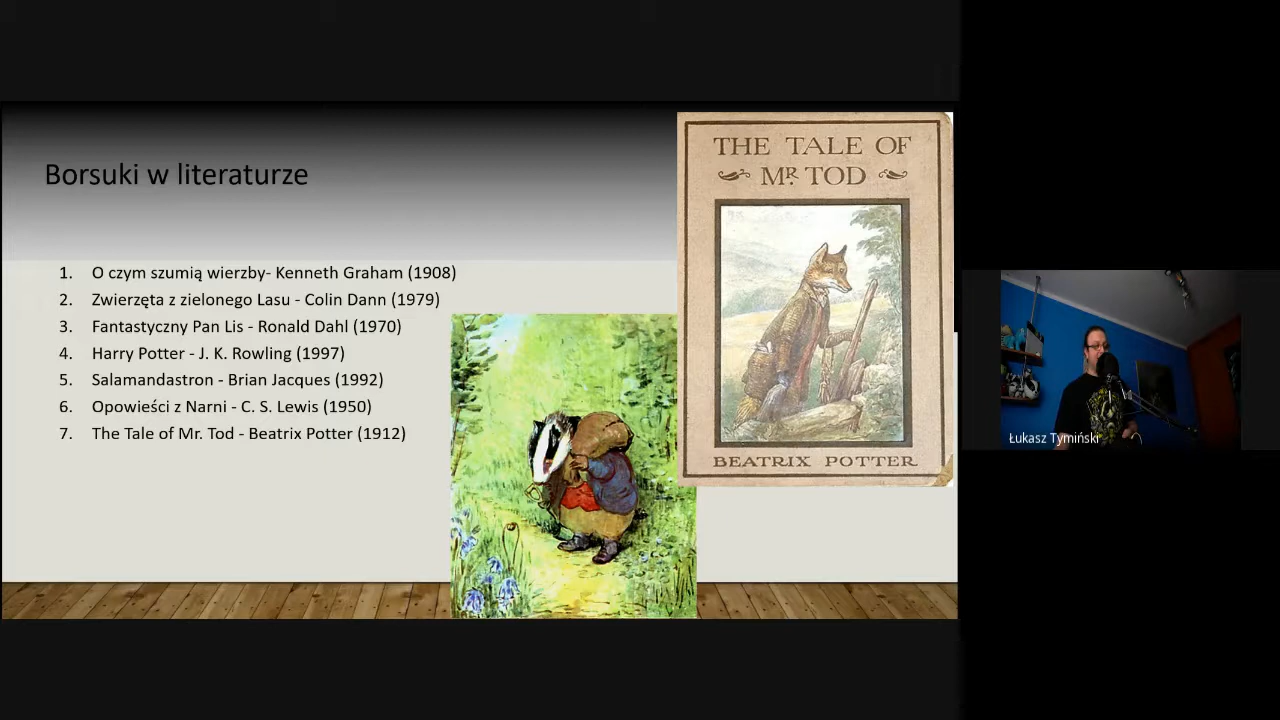 Borsuki w literaturze
1. O czym szumią wierzby- Kenneth Graham (1908)
2. Zwierzęta z zielonego Lasu - Colin Dann (1979)
3. Fantastyczny Pan Lis - Ronald Dahl (1970)
4. Harry Potter - J. K. Rowling (1997)
5. Salamandastron - Brian Jacques (1992)
6. Opowieści z Narni - C. S. Lewis (1950)
7. The Tale of Mr. Tod - Beatrix Potter (1912)
THE TALE OF
MR. TOD
BEATRIX POTTER
Łukasz Tymiński